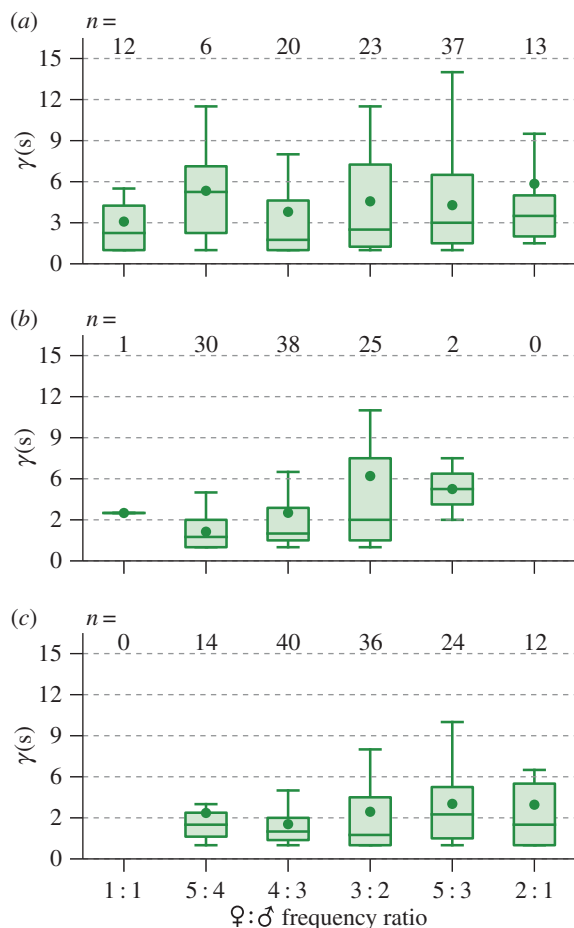 (a) n =
12 6 20 23 37 13
15
12
9
6
3
0
γ(s)
(b) n =
1 30 38 25 2 0
15
12
9
6
2
0
γ(s)
(c) n =
0 14 40 36 24 12
15
12
9
6
2
0
γ(s)
1 : 1 5 : 4 4 : 3 3 : 2 5 : 3 2 : 1
♀:♂ frequency ratio